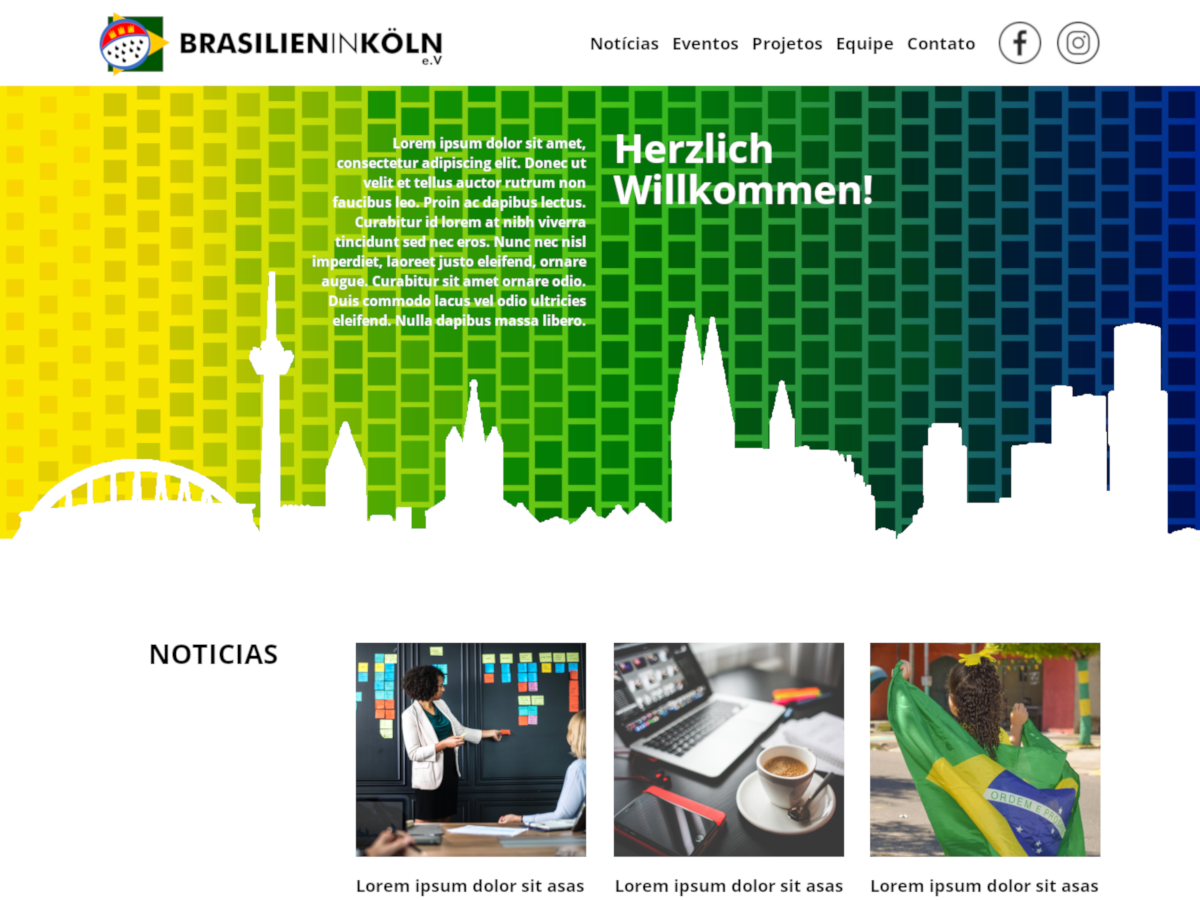 BRASILIENINKÖLN
e.V
Notícias Eventos Projetos Equipe Contato
Lorem ipsum dolor sit amet,
consectetur adipiscing elit. Donec ut
velit et tellus auctor rutrum non
faucibus leo. Proin ac dapibus lectus.
Curabitur id lorem at nibh viverra
tincidunt sed nec eros. Nunc nec nisl
imperdiet, laoreet justo eleifend, ornare
augue. Curabitur sit amet ornare odio.
Duis commodo lacus vel odio ultricies
eleifend. Nulla dapibus massa libero.
Herzlich
Willkommen!
NOTICIAS
ORDEM E
Lorem ipsum dolor sit asas
Lorem ipsum dolor sit asas
Lorem ipsum dolor sit asas